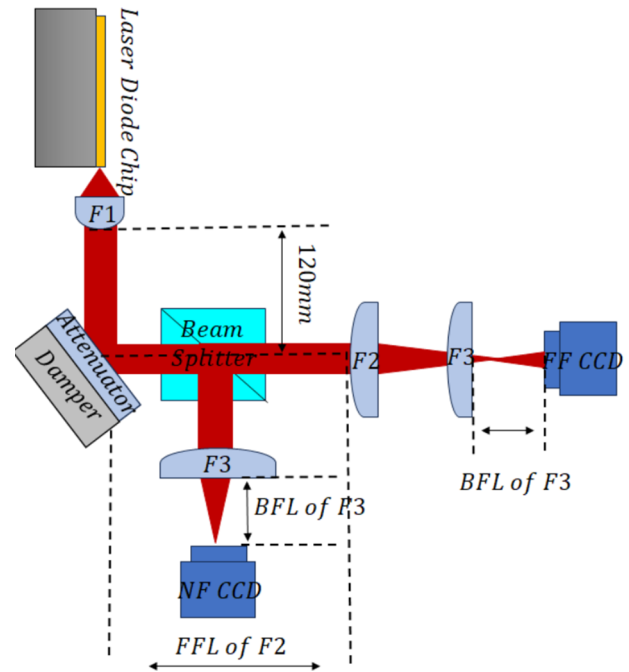 Laser Diode Chip
F1
120mm
Attenuator
Damper
Beam
Splitter
F2
F3
FF CCD
F3
BFL of F3
BFL of F3
NF CCD
FFL of F2